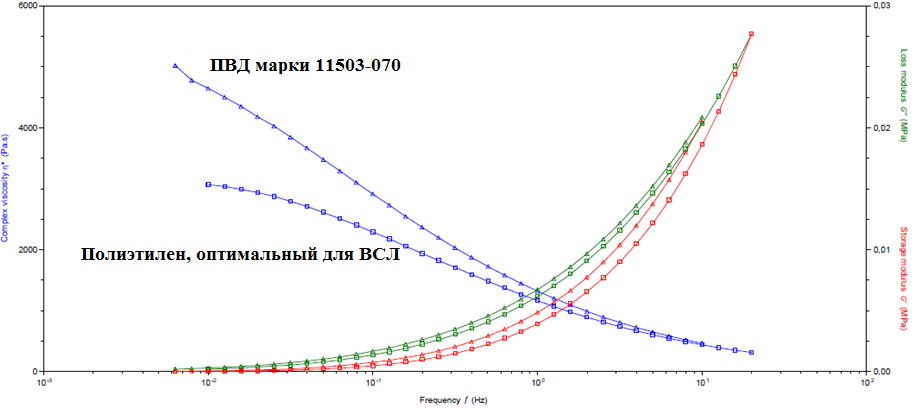 6000
0,03
ПВД марки 11503-070
4000
0,02
Complex viscosity η* (Pa.s)
Loss modulus G'' (MPa)
Полиэтилен, оптимальный для ВСЛ
2000
0,01
Storage modulus G' (MPa)
0
0,00
10-3
10-2
10-1
100
101
102
Frequency f (Hz)